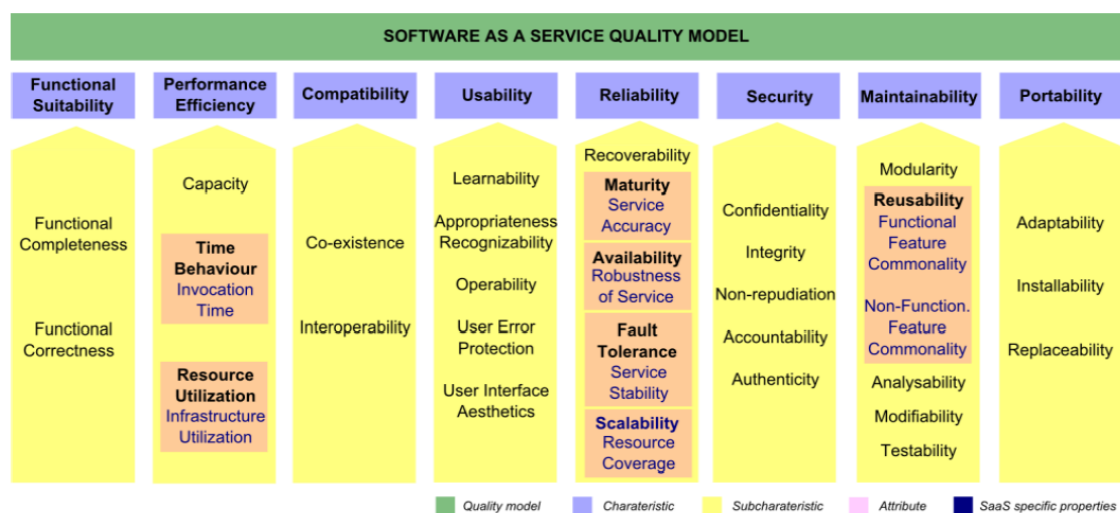 SOFTWARE AS A SERVICE QUALITY MODEL
Functional
Suitability
Performance
Efficiency
Compatibility
Usability
Reliability
Security
Maintainability
Portability
Functional
Completeness
Functional
Correctness
Capacity
Time
Behaviour
Invocation
Time
Resource
Utilization
Infrastructure
Utilization
Co-existence
Interoperability
Learnability
Appropriateness
Recognizability
Operability
User Error
Protection
User Interface
Aesthetics
Recoverability
Maturity
Service
Accuracy
Availability
Robustness
of Service
Fault
Tolerance
Service
Stability
Scalability
Resource
Coverage
Confidentiality
Integrity
Non-repudiation
Accountability
Authenticity
Modularity
Reusability
Functional
Feature
Commonality
Non-Function.
Feature
Commonality
Analysability
Modifiability
Testability
Adaptability
Installability
Replaceability
Quality model
Charateristic
Subcharateristic
Attribute
SaaS specific properties